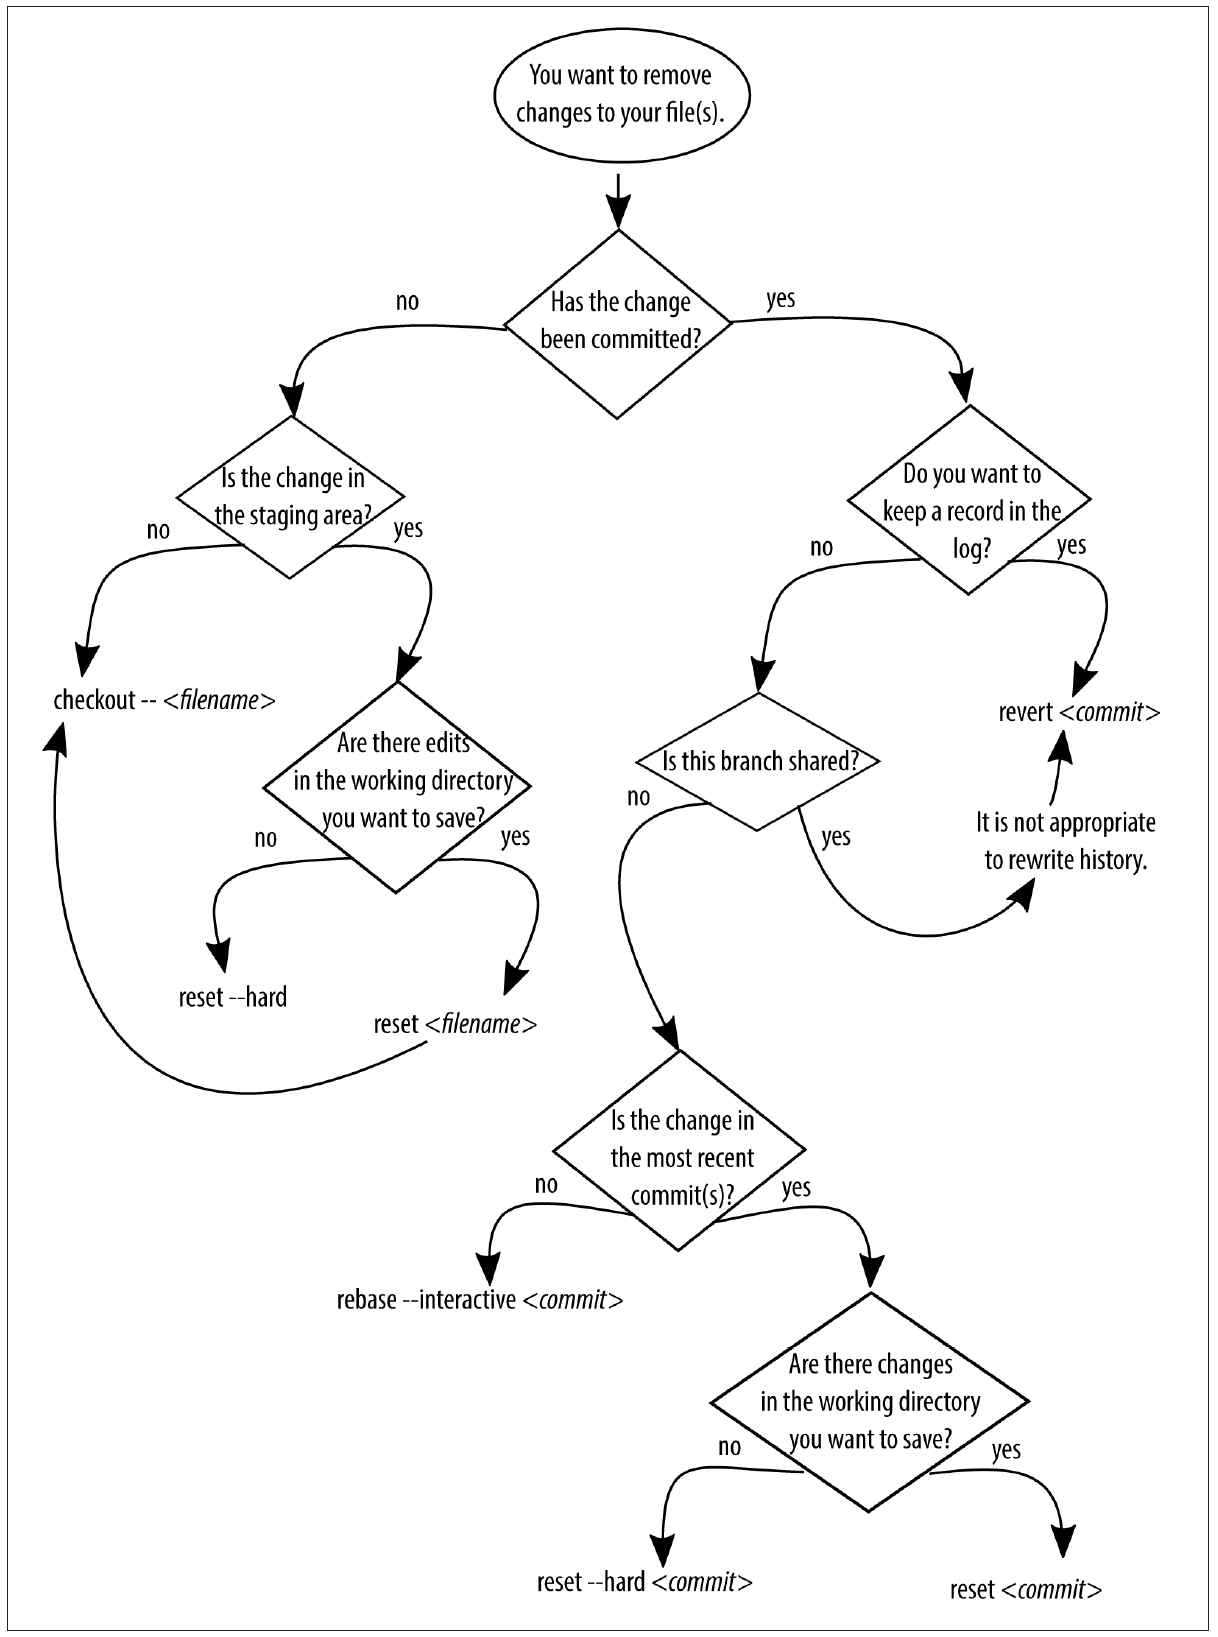 You want to remove
changes to your file(s).
Has the change
been committed?
no
yes
Is the change in
the staging area?
no
yes
Do you want to
keep a record in the
log?
no
yes
checkout -- <filename>
Are there edits
in the working directory
you want to save?
no
yes
Is this branch shared?
no
yes
revert <commit>
It is not appropriate
to rewrite history.
reset --hard
reset <filename>
Is the change in
the most recent
commit(s)?
no
yes
rebase --interactive <commit>
Are there changes
in the working directory
you want to save?
no
yes
reset --hard <commit>
reset <commit>